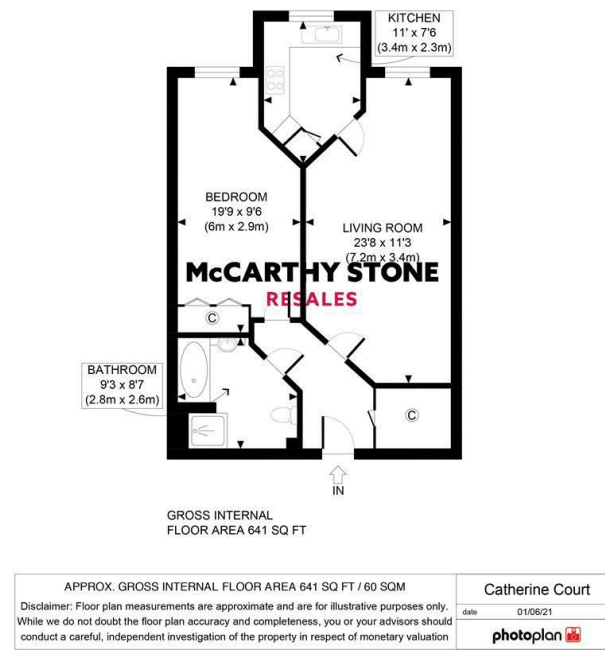 KITCHEN
11' x 7'6
(3.4m x 2.3m)
BEDROOM
19'9 x 9'6
(6m x 2.9m)
LIVING ROOM
23'8 x 11'3
(7.2m x 3.4m)
McCARTHY STONE
RESALES
C
BATHROOM
9'3 x 8'7
(2.8m x 2.6m)
C
IN
GROSS INTERNAL
FLOOR AREA 641 SQ FT
APPROX. GROSS INTERNAL FLOOR AREA 641 SQ FT / 60 SQM
Disclaimer: Floor plan measurements are approximate and are for illustrative purposes only.
While we do not doubt the floor plan accuracy and completeness, you or your advisors should
conduct a careful, independent investigation of the property in respect of monetary valuation
Catherine Court
date 01/06/21
photoplan